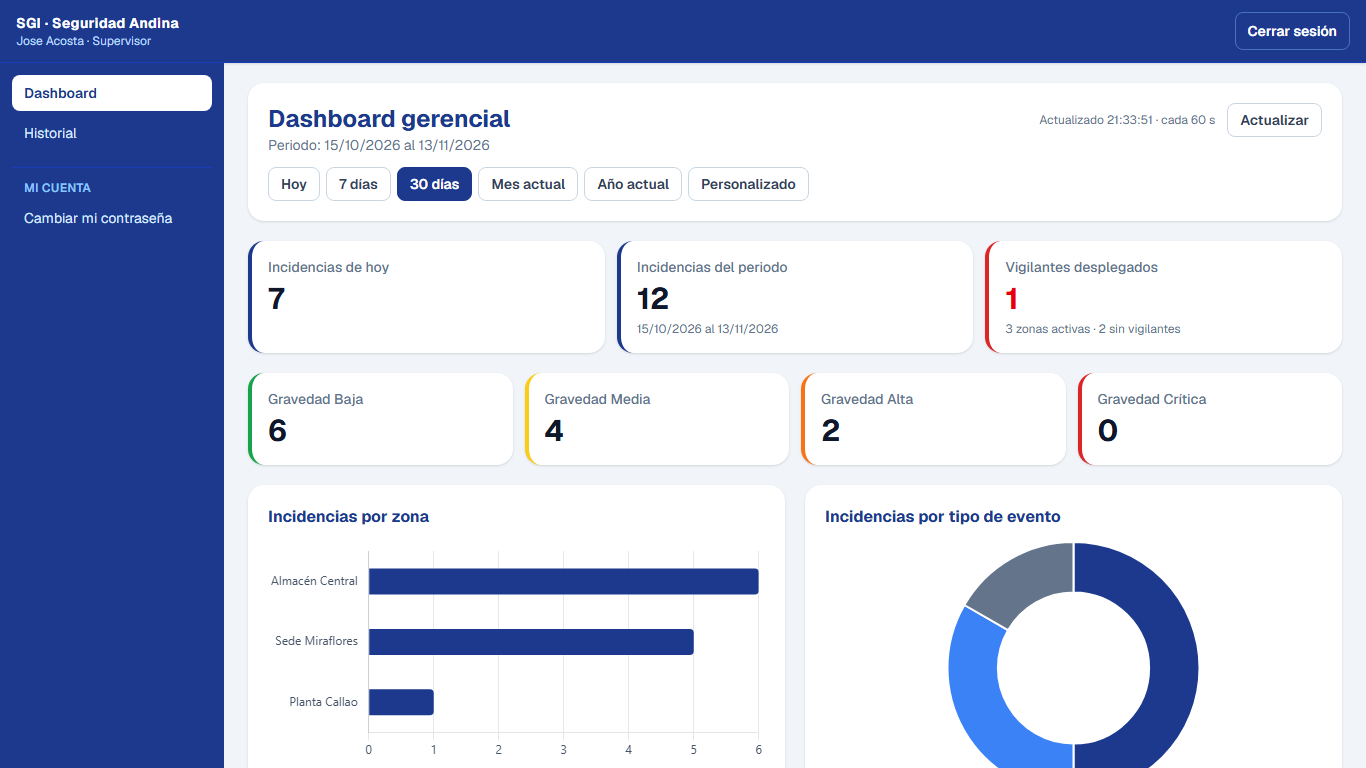 SGI · Seguridad Andina
Jose Acosta · Supervisor
Cerrar sesión
Dashboard
Historial
MI CUENTA
Cambiar mi contraseña
Dashboard gerencial
Periodo: 15/10/2026 al 13/11/2026
Actualizado 21:33:51 · cada 60 s
Actualizar
Hoy
7 días
30 días
Mes actual
Año actual
Personalizado
Incidencias de hoy
7
Incidencias del periodo
12
15/10/2026 al 13/11/2026
Vigilantes desplegados
1
3 zonas activas · 2 sin vigilantes
Gravedad Baja
6
Gravedad Media
4
Gravedad Alta
2
Gravedad Crítica
0
Incidencias por zona
Almacén Central
Sede Miraflores
Planta Callao
0 1 2 3 4 5 6
Incidencias por tipo de evento